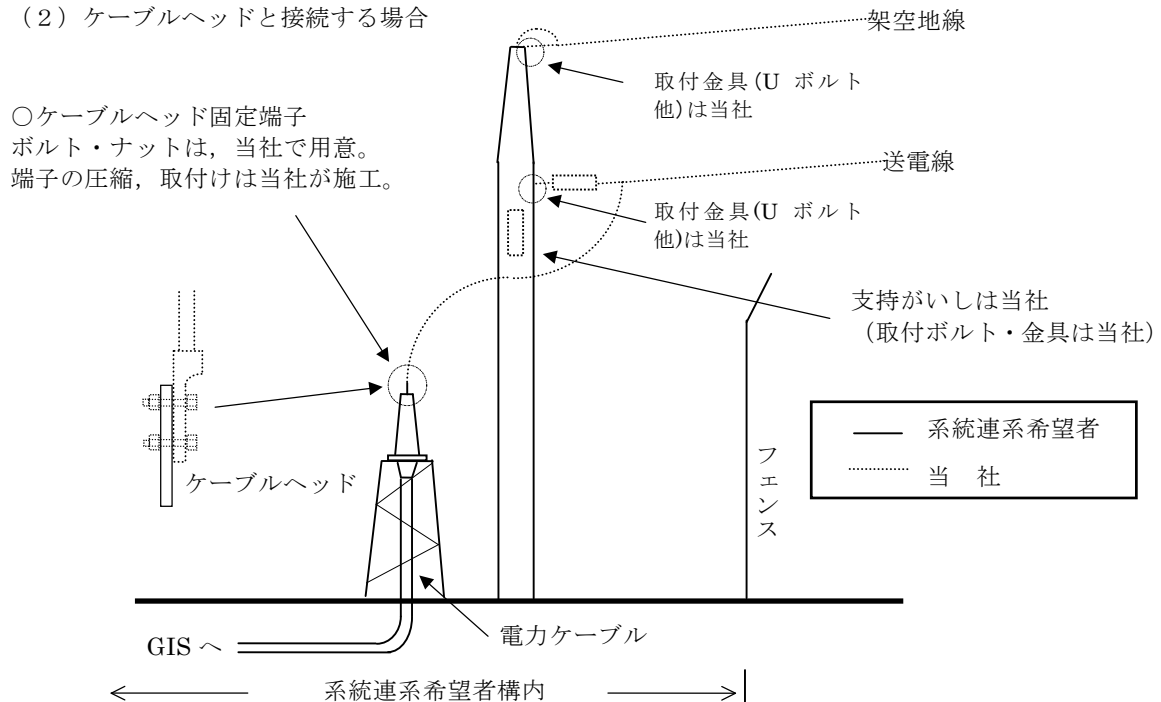 （２）ケーブルヘッドと接続する場合
架空地線
取付金具(U ボルト
他)は当社
○ケーブルヘッド固定端子
ボルト・ナットは，当社で用意。
端子の圧縮，取付けは当社が施工。
送電線
取付金具(U ボルト
他)は当社
支持がいしは当社
（取付ボルト・金具は当社）
系統連系希望者
当　社
ケーブルヘッド
フェンス
電力ケーブル
GIS へ
系統連系希望者構内